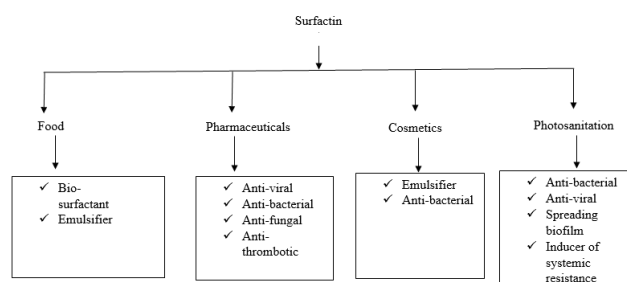 Surfactin
Food
Pharmaceuticals
Cosmetics
Photosanitation
✓ Bio-
surfactant
✓ Emulsifier
✓ Anti-viral
✓ Anti-bacterial
✓ Anti-fungal
✓ Anti-
thrombotic
✓ Emulsifier
✓ Anti-bacterial
✓ Anti-bacterial
✓ Anti-viral
✓ Spreading
biofilm
✓ Inducer of
systemic
resistance